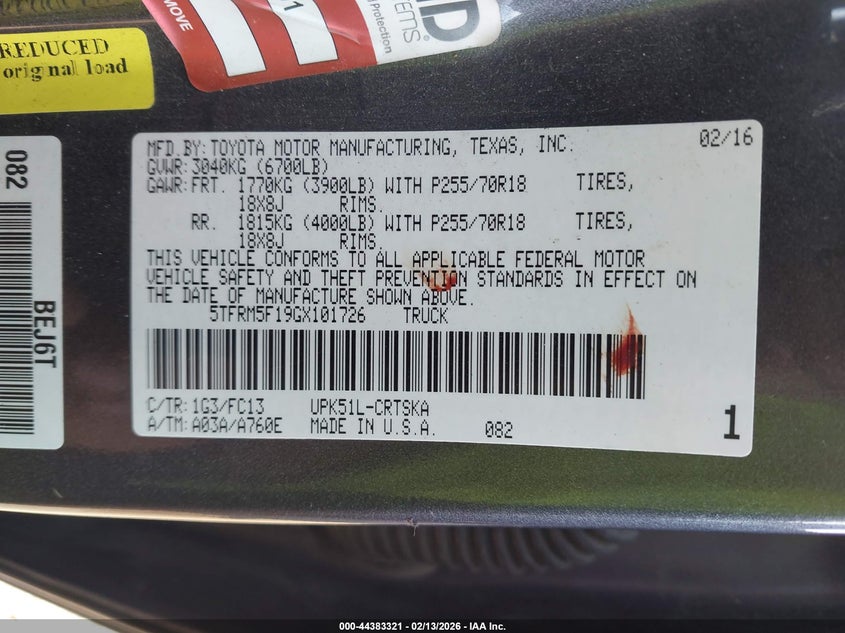 MOVE
1
ID
STEMS®
Protection
REDUCED
original load
082
BEJ6T
MFD.BY:TOYOTA MOTOR MANUFACTURING, TEXAS, INC. 02/16
GVWR:3040KG (6700LB)
GAWR:FRT. 1770KG (3900LB) WITH P255/70R18 TIRES,
18X8J RIMS.
RR. 1815KG (4000LB) WITH P255/70R18 TIRES,
18X8J RIMS.
THIS VEHICLE CONFORMS TO ALL APPLICABLE FEDERAL MOTOR
VEHICLE SAFETY AND THEFT PREVENTION STANDARDS IN EFFECT ON
THE DATE OF MANUFACTURE SHOWN ABOVE.
5TFRM5F19GX101726 TRUCK
C/TR:1G3/FC13 UPK51L-CRTSKA
A/TM:A03A/A760E MADE IN U.S.A. 082 1
000-44383321 - 02/13/2026 - IAA Inc.